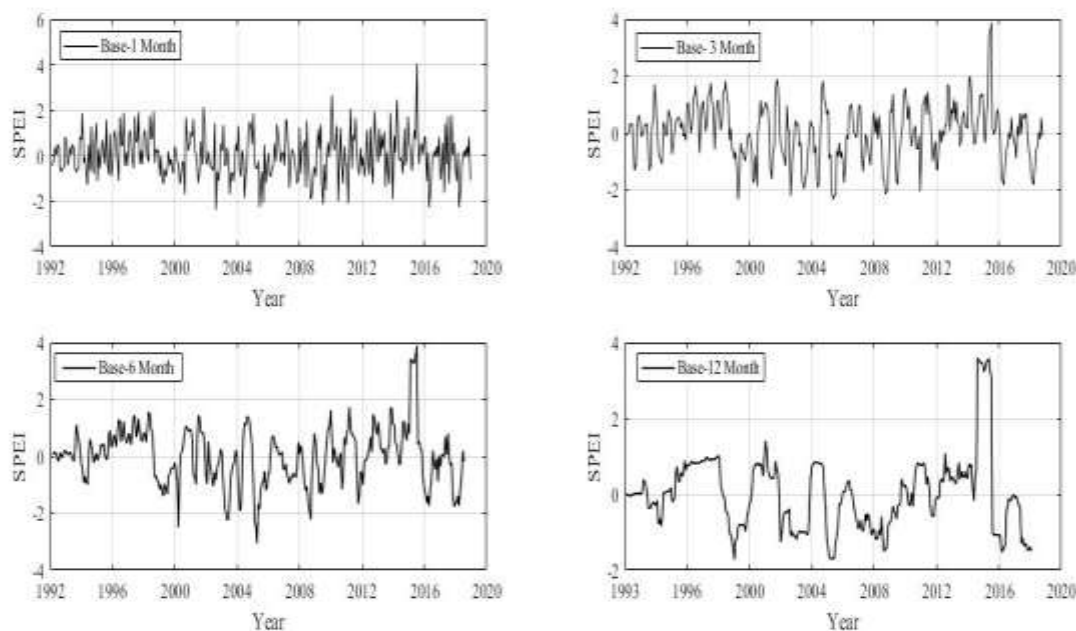 6
4
2
0
-2
-4
SPEI
Base-1 Month
1992 1996 2000 2004 2008 2012 2016 2020
Year
4
2
0
-2
-4
SPEI
Base- 3 Month
1992 1996 2000 2004 2008 2012 2016 2020
Year
4
2
0
-2
-4
SPEI
Base-6 Month
1992 1996 2000 2004 2008 2012 2016 2020
Year
4
2
0
-2
SPEI
Base-12 Month
1993 1996 2000 2004 2008 2012 2016 2020
Year